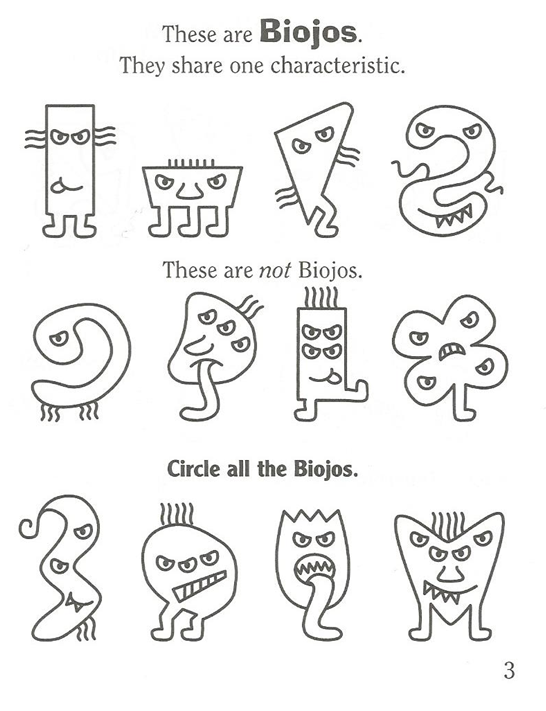 These are Biojos.
They share one characteristic.
These are not Biojos.
Circle all the Biojos.
3